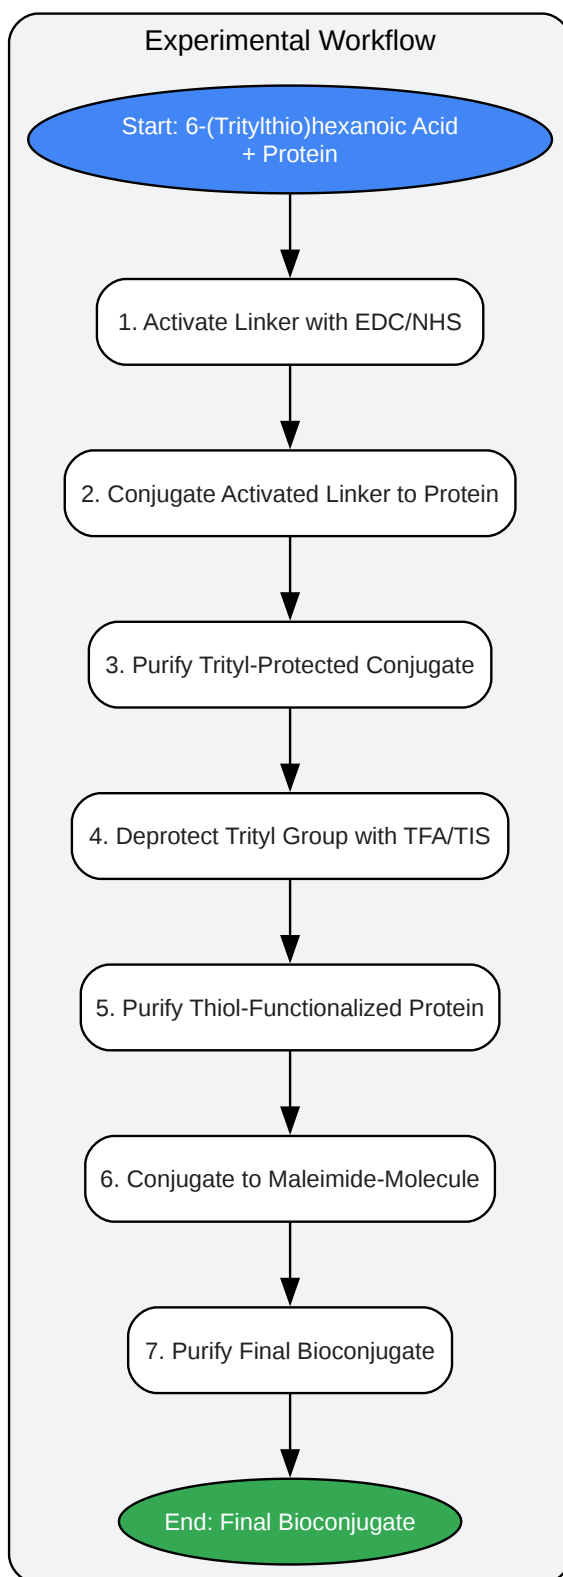 Experimental Workflow
Start: 6-(Tritylthio)hexanoic Acid
+ Protein
1. Activate Linker with EDC/NHS
2. Conjugate Activated Linker to Protein
3. Purify Trityl-Protected Conjugate
4. Deprotect Trityl Group with TFA/TIS
5. Purify Thiol-Functionalized Protein
6. Conjugate to Maleimide-Molecule
7. Purify Final Bioconjugate
End: Final Bioconjugate